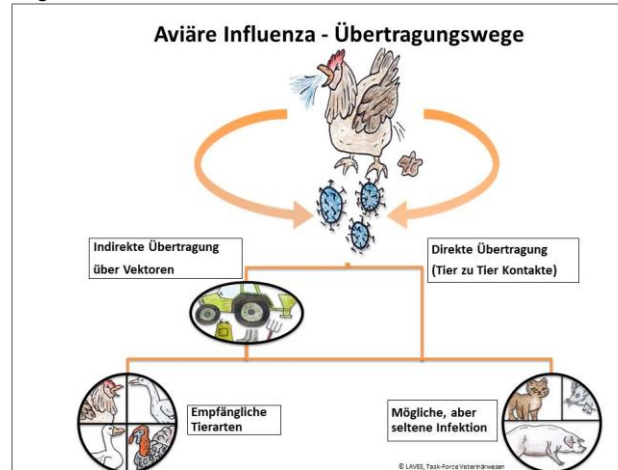 Aviäre Influenza - Übertragungswege
Indirekte Übertragung
über Vektoren
Direkte Übertragung
(Tier zu Tier Kontakte)
Empfängliche
Tierarten
Mögliche, aber
seltene Infektion
© LAVES, Task-Force Veterinärwesen